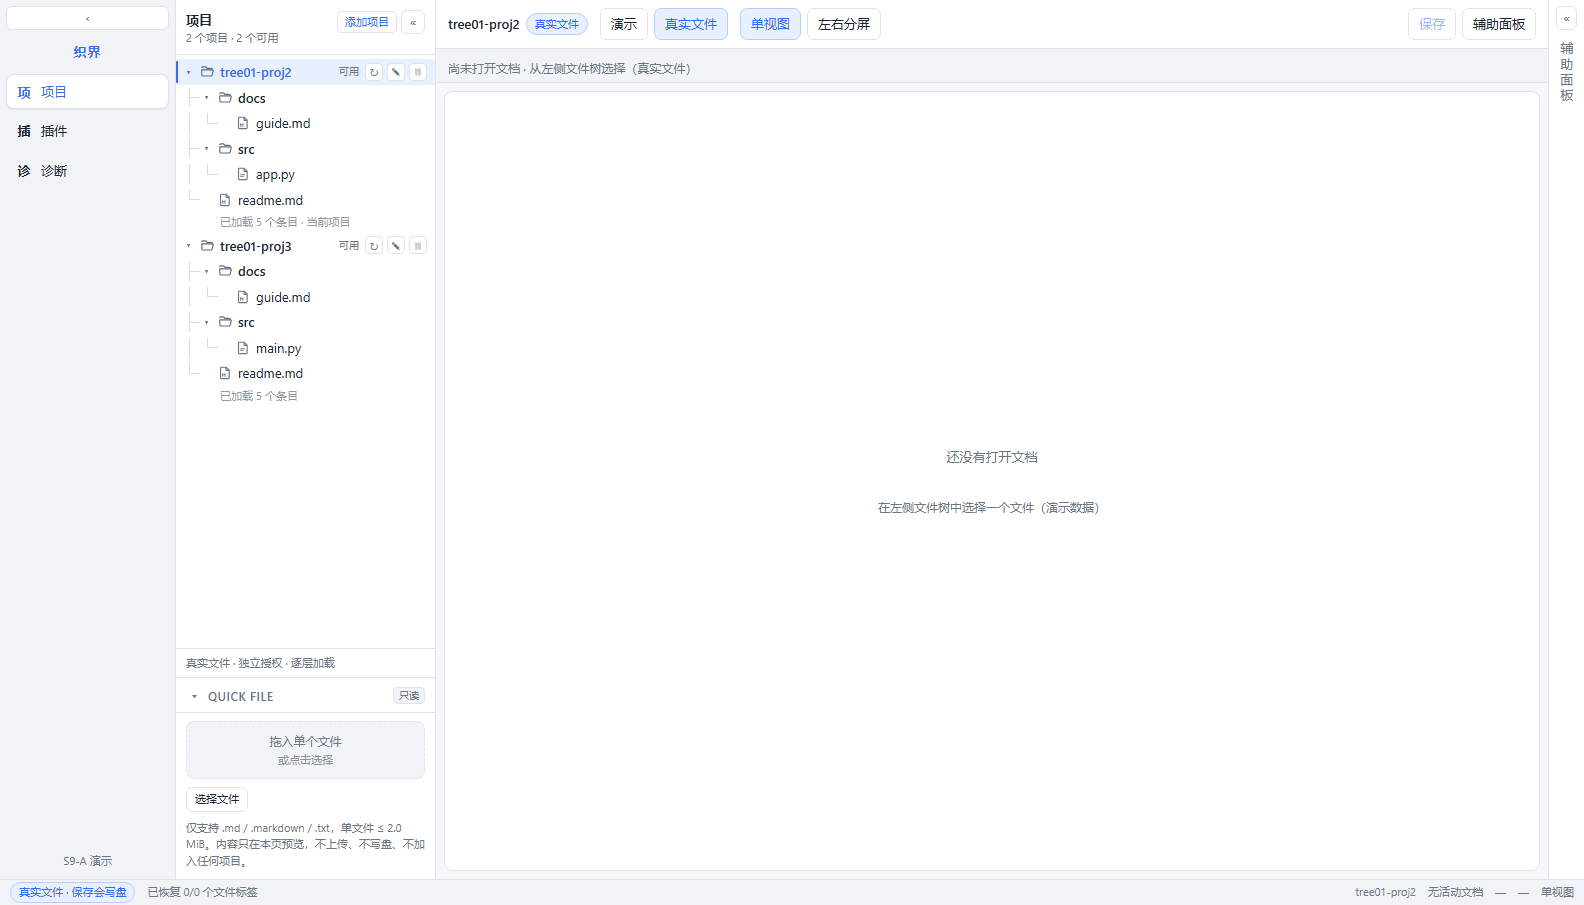 ‹
织界
项 项目
插 插件
诊 诊断
S9-A 演示
项目
2 个项目 · 2 个可用
添加项目
«
tree01-proj2
可用
docs
guide.md
src
app.py
readme.md
已加载 5 个条目 · 当前项目
tree01-proj3
可用
docs
guide.md
src
main.py
readme.md
已加载 5 个条目
真实文件 · 独立授权 · 逐层加载
QUICK FILE
只读
拖入单个文件
或点击选择
选择文件
仅支持 .md / .markdown / .txt，单文件 ≤ 2.0
MiB。内容只在本页预览，不上传、不写盘、不加
入任何项目。
tree01-proj2 真实文件 演示 真实文件 单视图 左右分屏
保存 辅助面板
尚未打开文档 · 从左侧文件树选择（真实文件）
还没有打开文档
在左侧文件树中选择一个文件（演示数据）
«
辅助面板
真实文件 · 保存会写盘 已恢复 0/0 个文件标签
tree01-proj2 无活动文档 — — 单视图